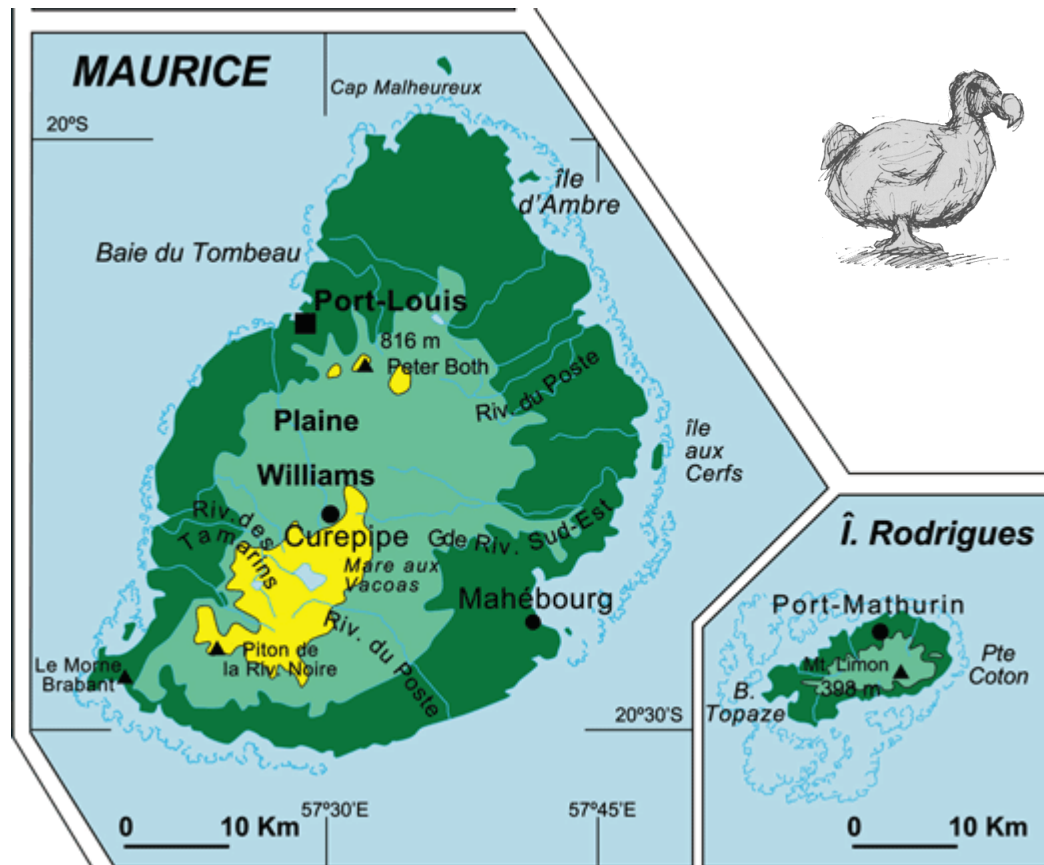 MAURICE
Cap Malheureux
20ºS
île
d'Ambre
Baie du Tombeau
Port-Louis
816 m
Peter Both
Riv. du Poste
Plaine
Williams
île
aux
Cerfs
Riv. des
Tamarins
Ĉurepipe
Gde Riv. Sud-Est
Mare aux
Vacoas
Mahébourg
Riv. du Poste
Piton de
la Riv. Noire
Le Morne
Brabant
20º30'S
57º30'E
57º45'E
0 10 Km
Î. Rodrigues
Port-Mathurin
Mt. Limon
398 m
Pte
Coton
B.
Topaze
0 10 Km